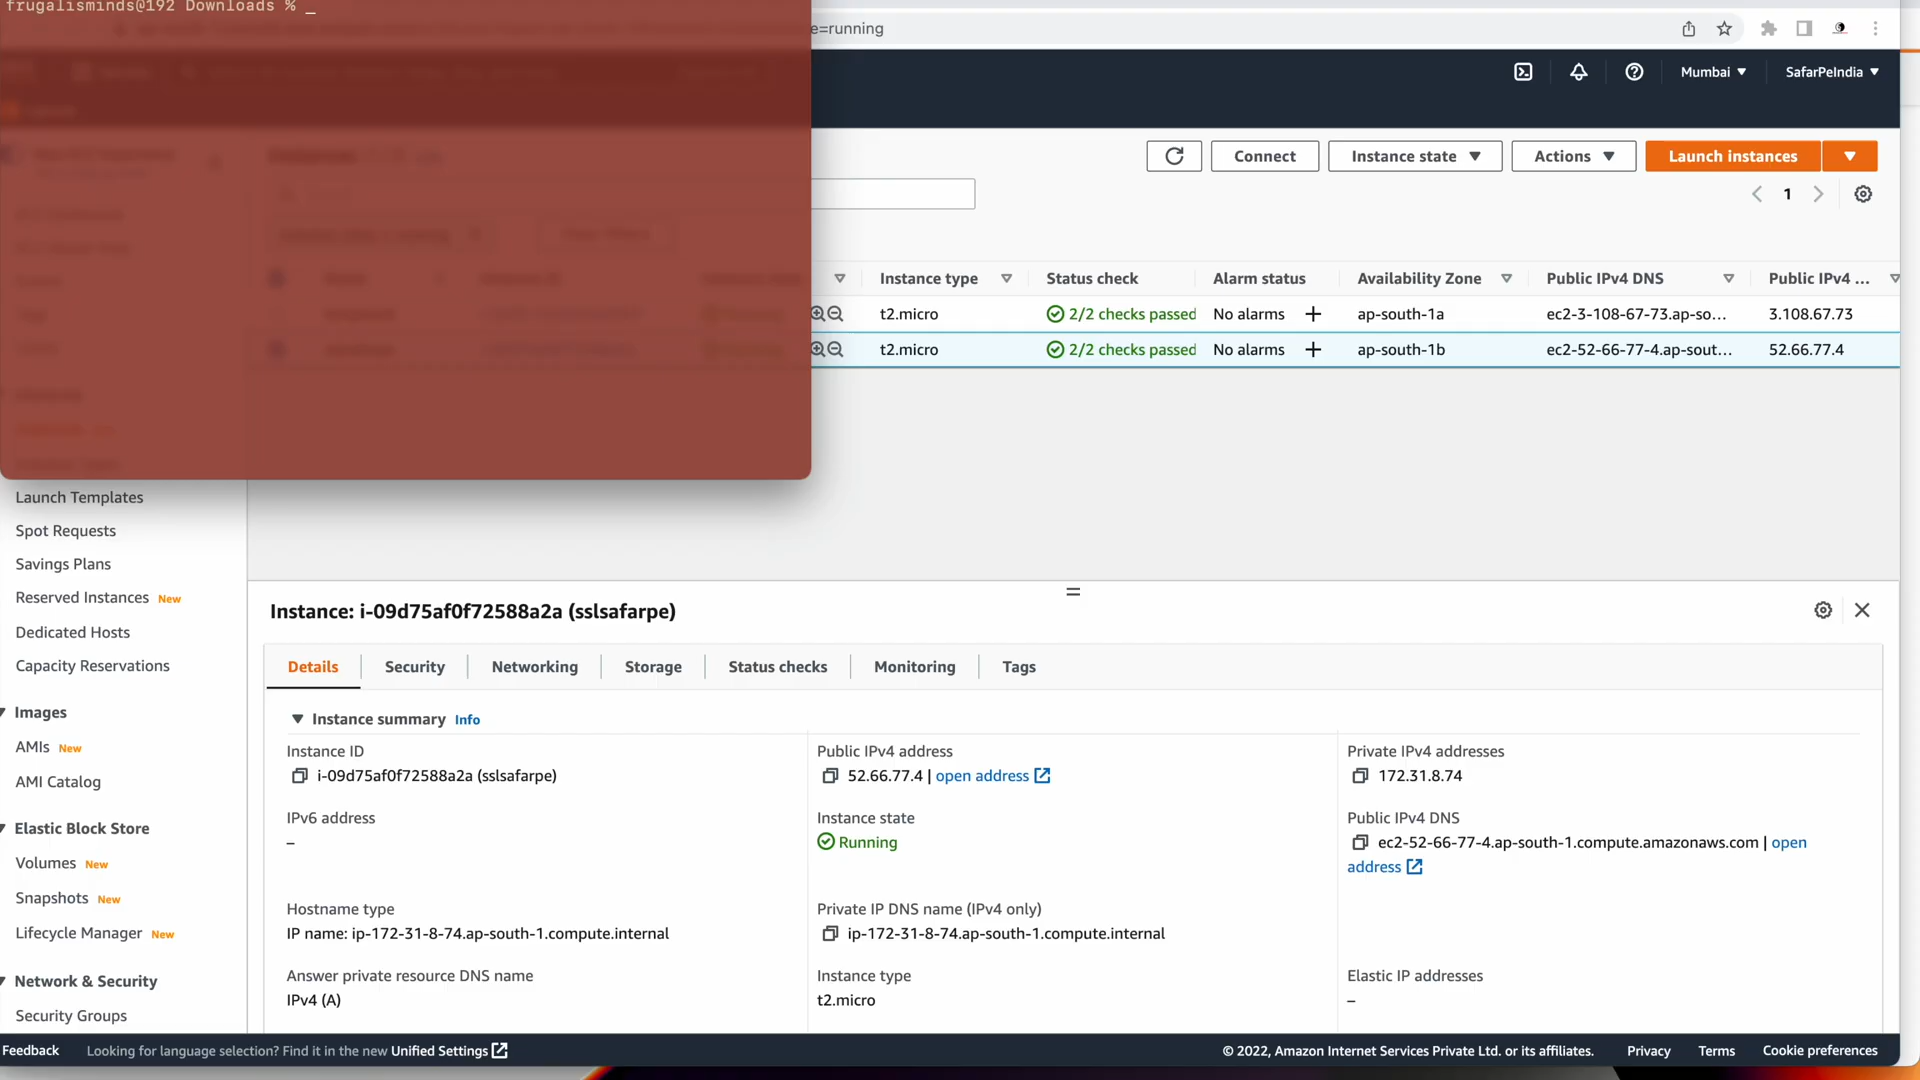 frugalisminds@192 Downloads % _
e=running
Mumbai ▼
SafarPeIndia ▼
Connect
Instance state ▼
Actions ▼
Launch instances
1
Instance type
Status check
Alarm status
Availability Zone
Public IPv4 DNS
Public IPv4 ...
t2.micro
2/2 checks passed
No alarms +
ap-south-1a
ec2-3-108-67-73.ap-so...
3.108.67.73
t2.micro
2/2 checks passed
No alarms +
ap-south-1b
ec2-52-66-77-4.ap-sout...
52.66.77.4
Launch Templates
Spot Requests
Savings Plans
Reserved Instances New
Dedicated Hosts
Capacity Reservations
Images
AMIs New
AMI Catalog
Elastic Block Store
Volumes New
Snapshots New
Lifecycle Manager New
Network & Security
Security Groups
Instance: i-09d75af0f72588a2a (sslsafarpe)
Details
Security
Networking
Storage
Status checks
Monitoring
Tags
▼ Instance summary Info
Instance ID
i-09d75af0f72588a2a (sslsafarpe)
Public IPv4 address
52.66.77.4 | open address
Private IPv4 addresses
172.31.8.74
IPv6 address
–
Instance state
Running
Public IPv4 DNS
ec2-52-66-77-4.ap-south-1.compute.amazonaws.com | open
address
Hostname type
IP name: ip-172-31-8-74.ap-south-1.compute.internal
Private IP DNS name (IPv4 only)
ip-172-31-8-74.ap-south-1.compute.internal
Answer private resource DNS name
IPv4 (A)
Instance type
t2.micro
Elastic IP addresses
–
Feedback
Looking for language selection? Find it in the new Unified Settings
© 2022, Amazon Internet Services Private Ltd. or its affiliates.
Privacy
Terms
Cookie preferences